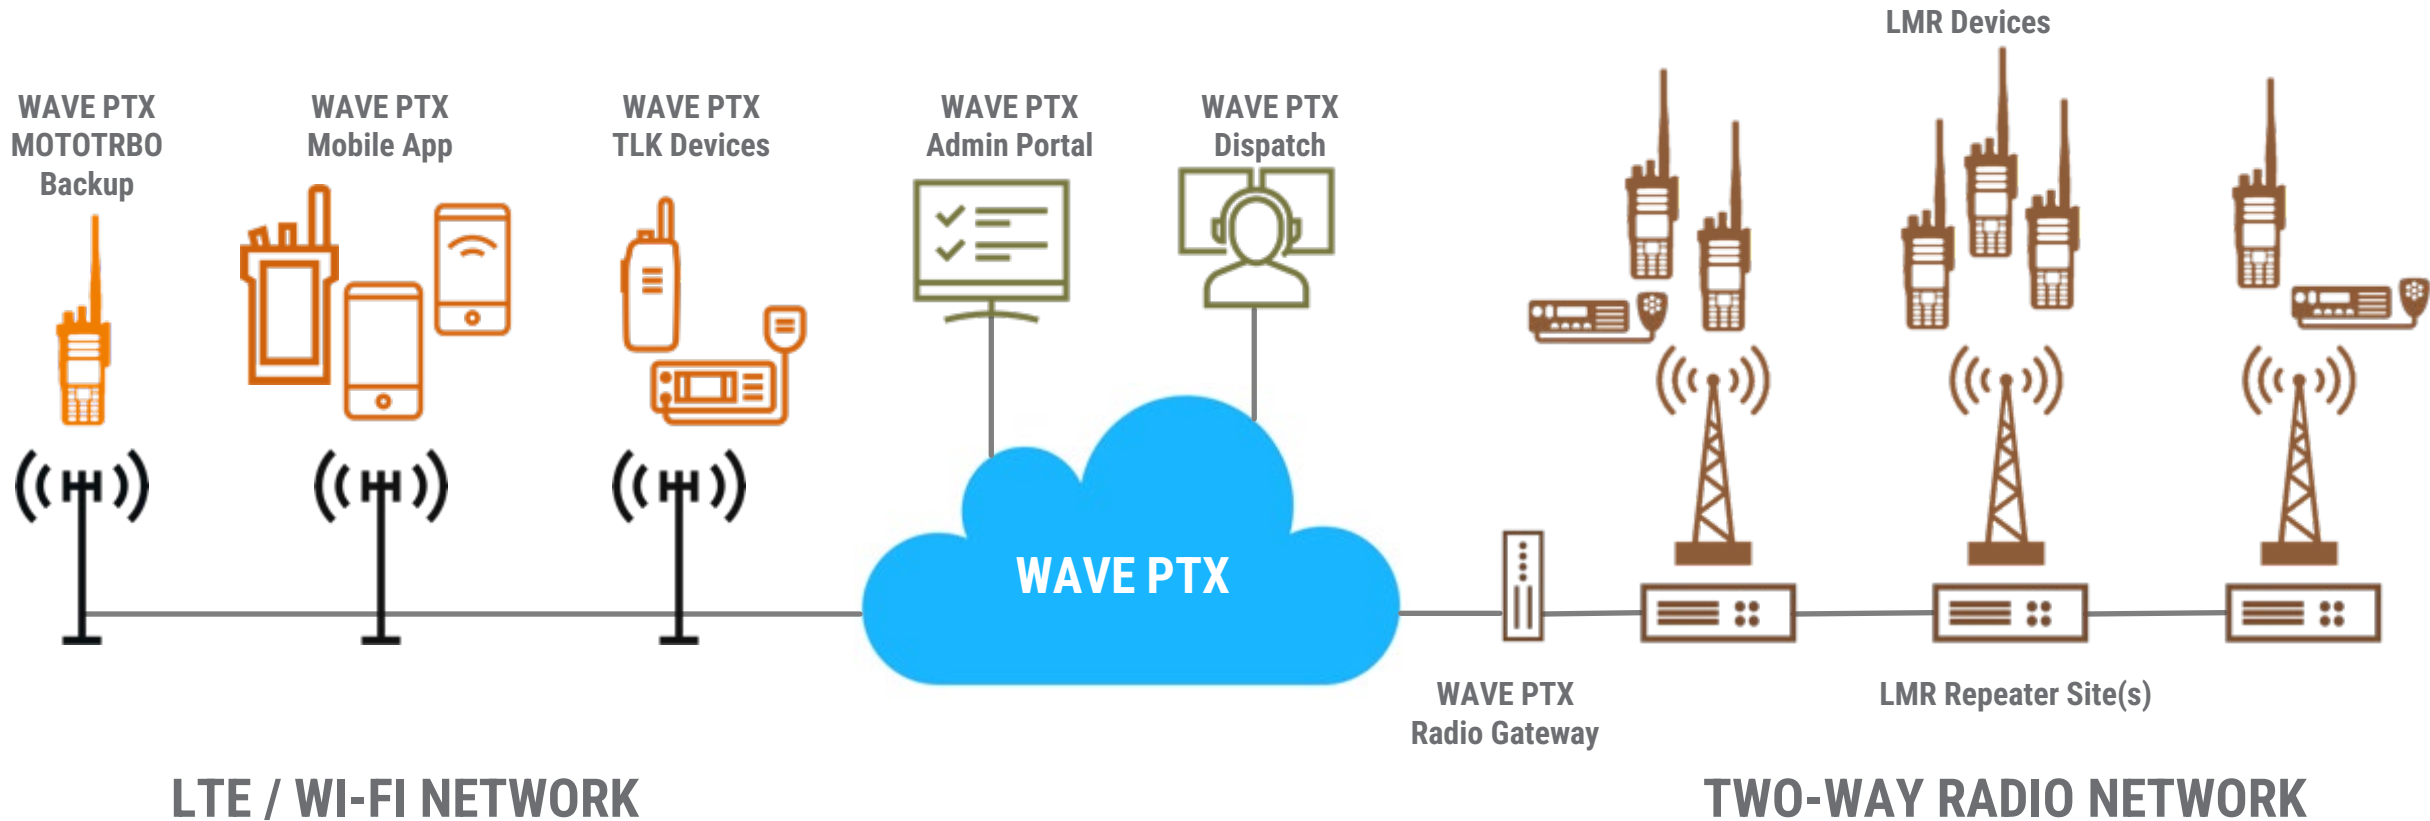 LMR Devices
WAVE PTX
MOTOTRBO
Backup
WAVE PTX
Mobile App
WAVE PTX
TLK Devices
WAVE PTX
Admin Portal
WAVE PTX
Dispatch
WAVE PTX
WAVE PTX
Radio Gateway
LMR Repeater Site(s)
LTE / WI-FI NETWORK
TWO-WAY RADIO NETWORK